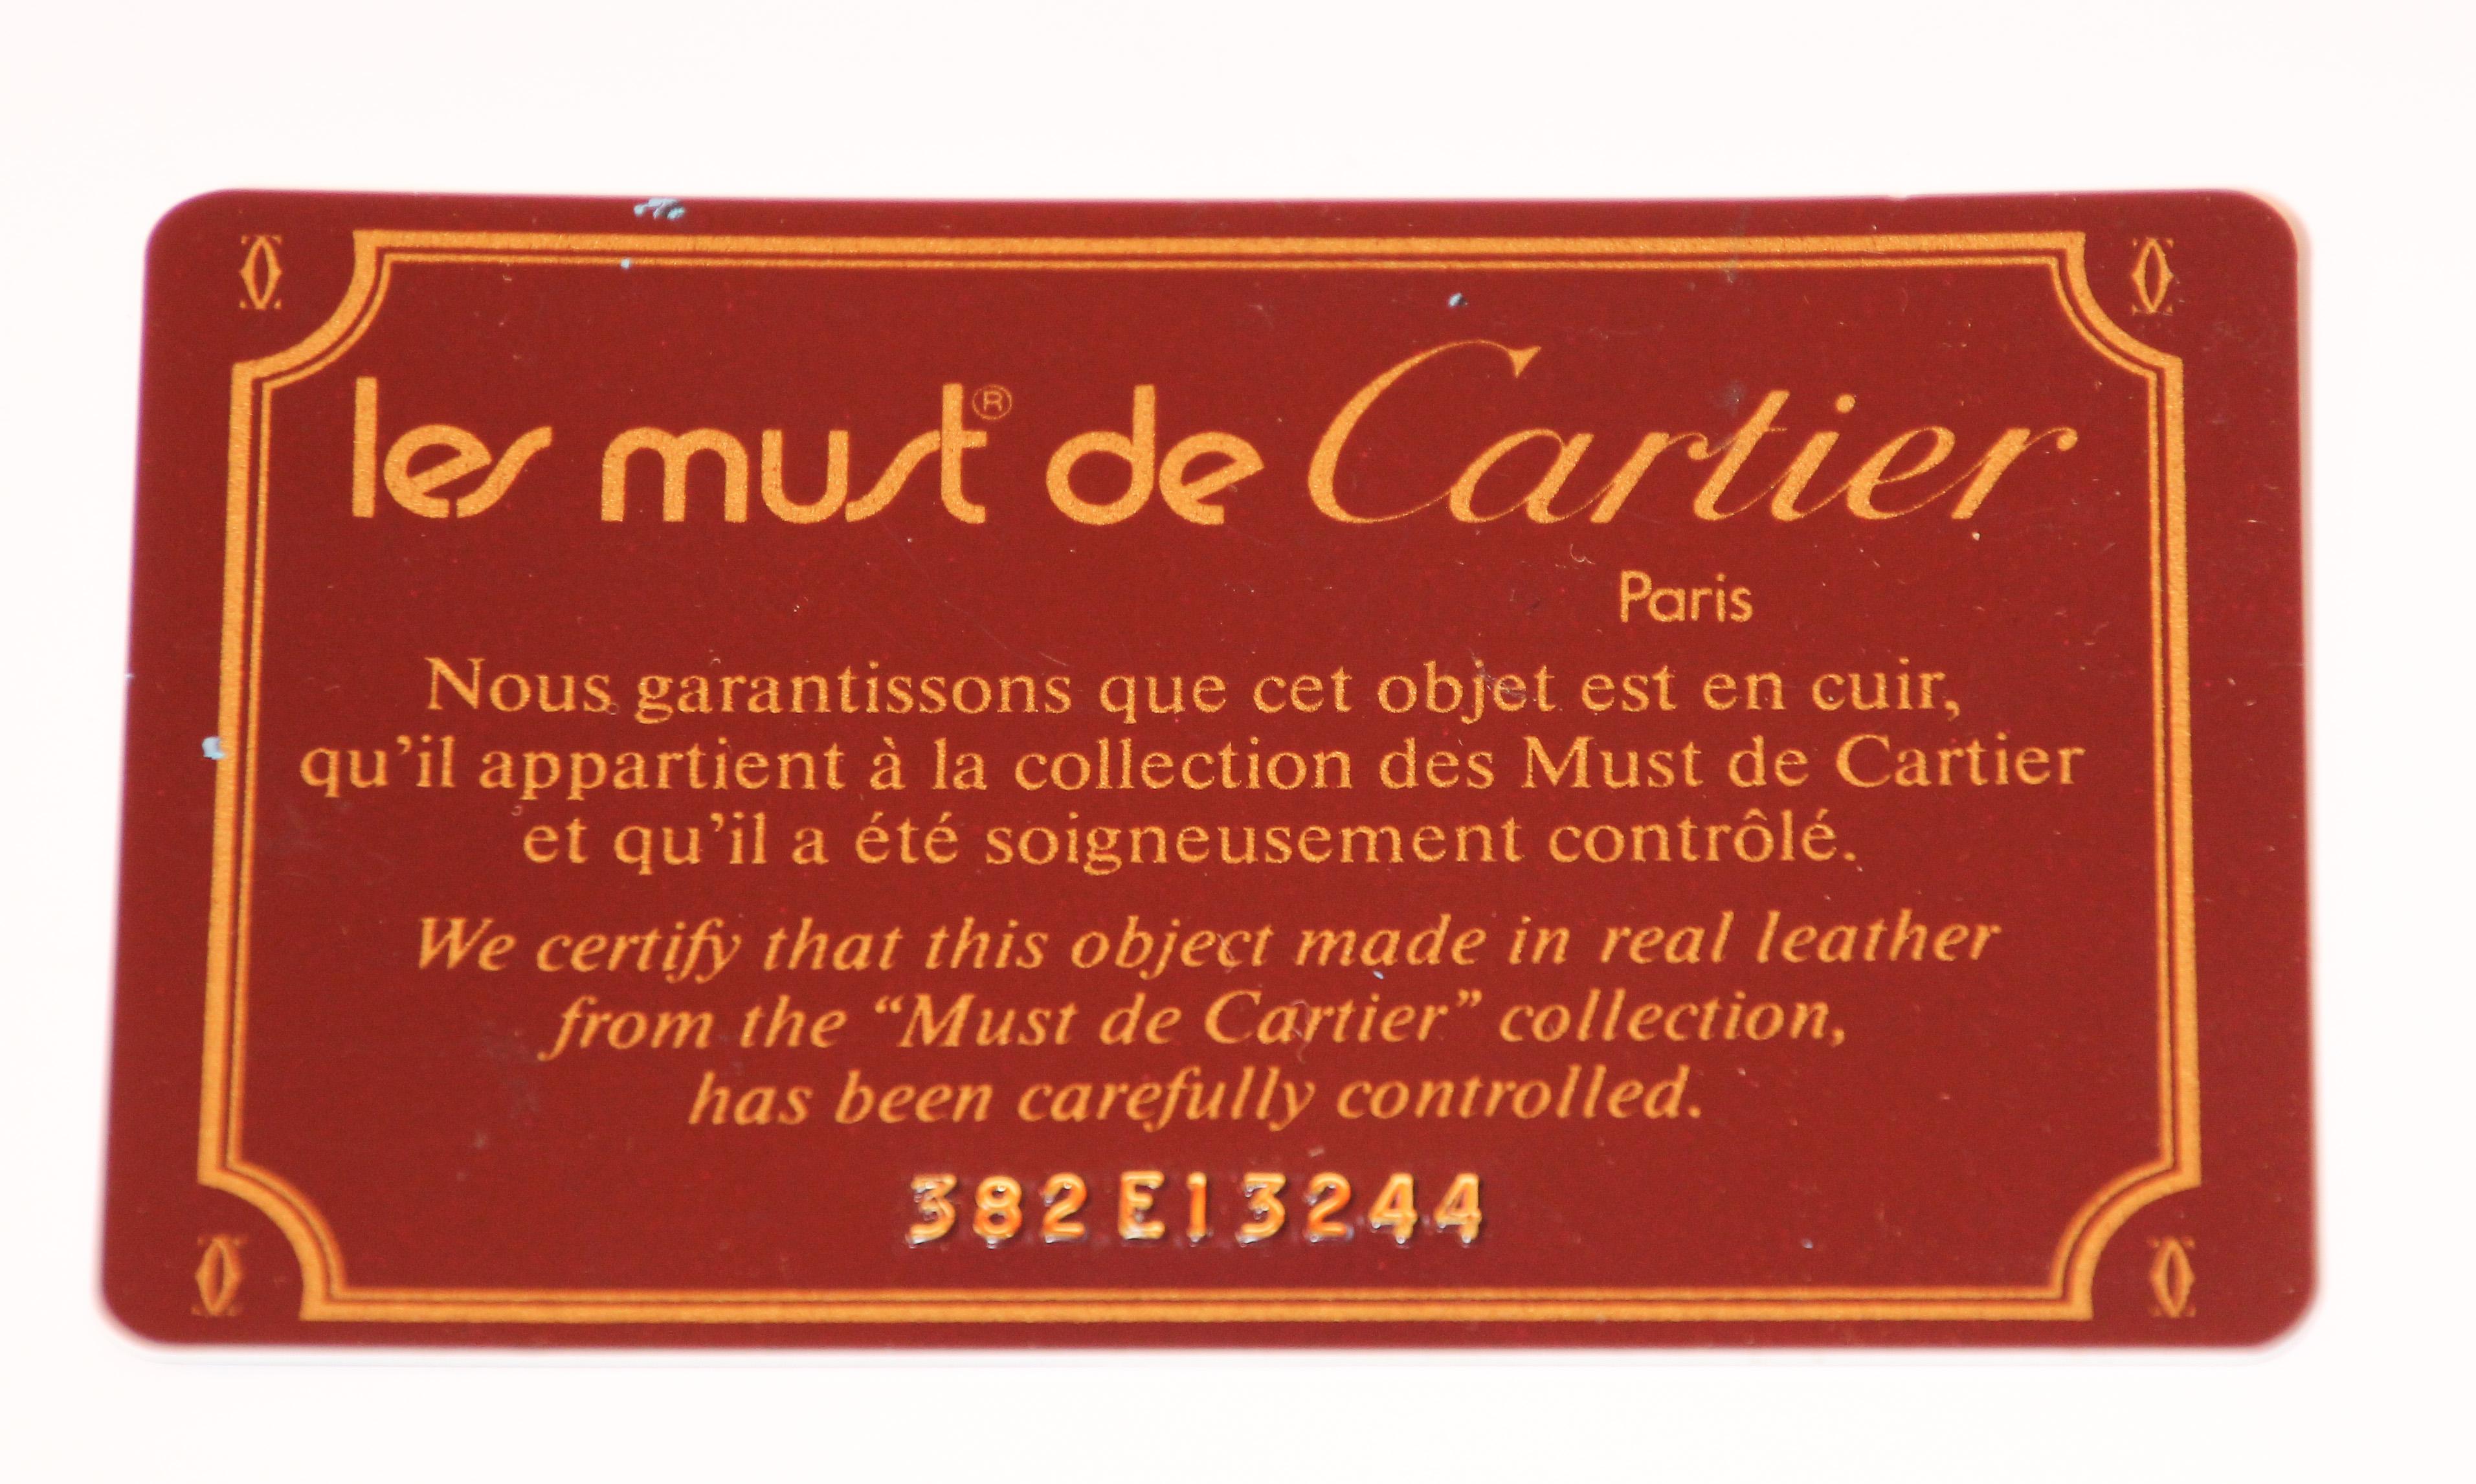 les must® de Cartier
Paris
Nous garantissons que cet objet est en cuir,
qu’il appartient à la collection des Must de Cartier
et qu’il a été soigneusement contrôlé.
We certify that this object made in real leather
from the “Must de Cartier” collection,
has been carefully controlled.
382E13244